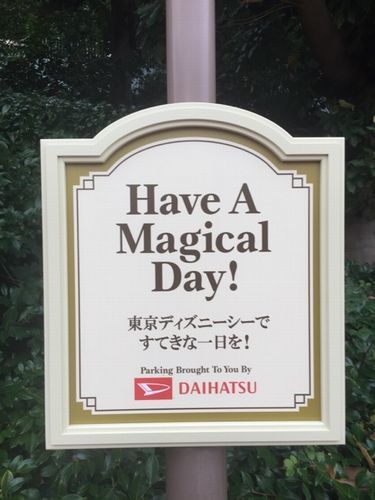 Have A
Magical
Day!
東京ディズニーシーで
すてきな一日を!
Parking Brought To You By
DAIHATSU